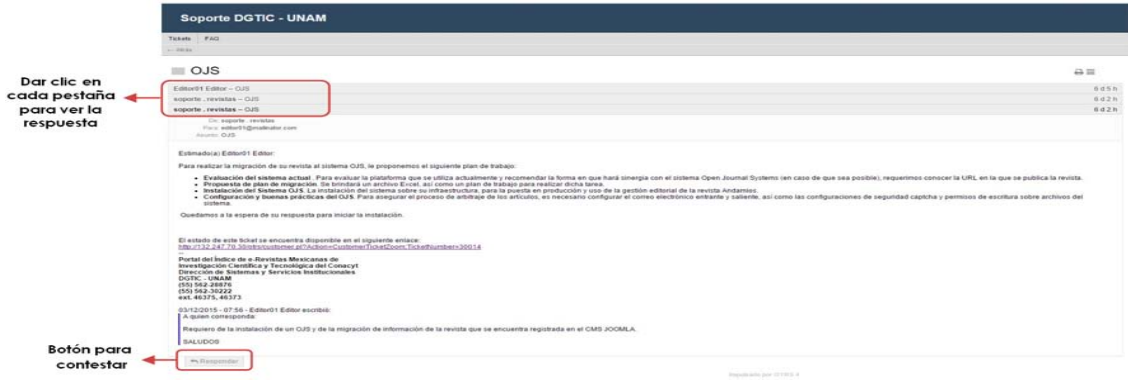 Soporte DGTIC - UNAM
Tickets FAQ
← Atrás
OJS
Dar clic en
cada pestaña
para ver la
respuesta
Editor01 Editor – OJS 6 d 5 h
soporte . revistas – OJS 6 d 2 h
soporte . revistas – OJS 6 d 2 h
De: soporte . revistas
Para: editor01@mailinator.com
Asunto: OJS
Estimado(a) Editor01 Editor:
Para realizar la migración de su revista al sistema OJS, le proponemos el siguiente plan de trabajo:
Evaluación del sistema actual . Para evaluar la plataforma que se utiliza actualmente y recomendar la forma en que hará sinergia con el sistema Open Journal Systems (en caso de que sea posible), requerimos conocer la URL en la que se publica la revista.
Propuesta de plan de migración. Se brindará un archivo Excel, así como un plan de trabajo para realizar dicha tarea.
Instalación del Sistema OJS. La instalación del sistema sobre su infraestructura, para la puesta en producción y uso de la gestión editorial de la revista Andamios.
Configuración y buenas prácticas del OJS. Para asegurar el proceso de arbitraje de los artículos, es necesario configurar el correo electrónico entrante y saliente, así como las configuraciones de seguridad captcha y permisos de escritura sobre archivos del
sistema.
Quedamos a la espera de su respuesta para iniciar la instalación.
El estado de este ticket se encuentra disponible en el siguiente enlace:
http://132.247.70.30/otrs/customer.pl?Action=CustomerTicketZoom;TicketNumber=30014
--
Portal del Índice de e-Revistas Mexicanas de
Investigación Científica y Tecnológica del Conacyt
Dirección de Sistemas y Servicios Institucionales
DGTIC - UNAM
(55) 562-28876
(55) 562-30222
ext. 46375, 46373
03/12/2015 - 07:56 - Editor01 Editor escribió:
A quien corresponda:
Requiero de la instalación de un OJS y de la migración de información de la revista que se encuentra registrada en el CMS JOOMLA.
SALUDOS
Botón para
contestar
Responder